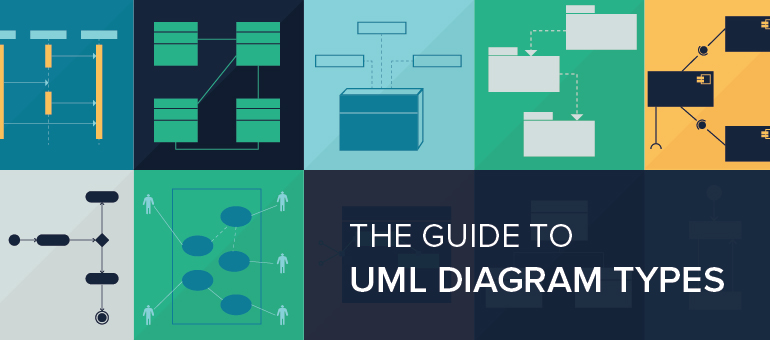 THE GUIDE TO
UML DIAGRAM TYPES